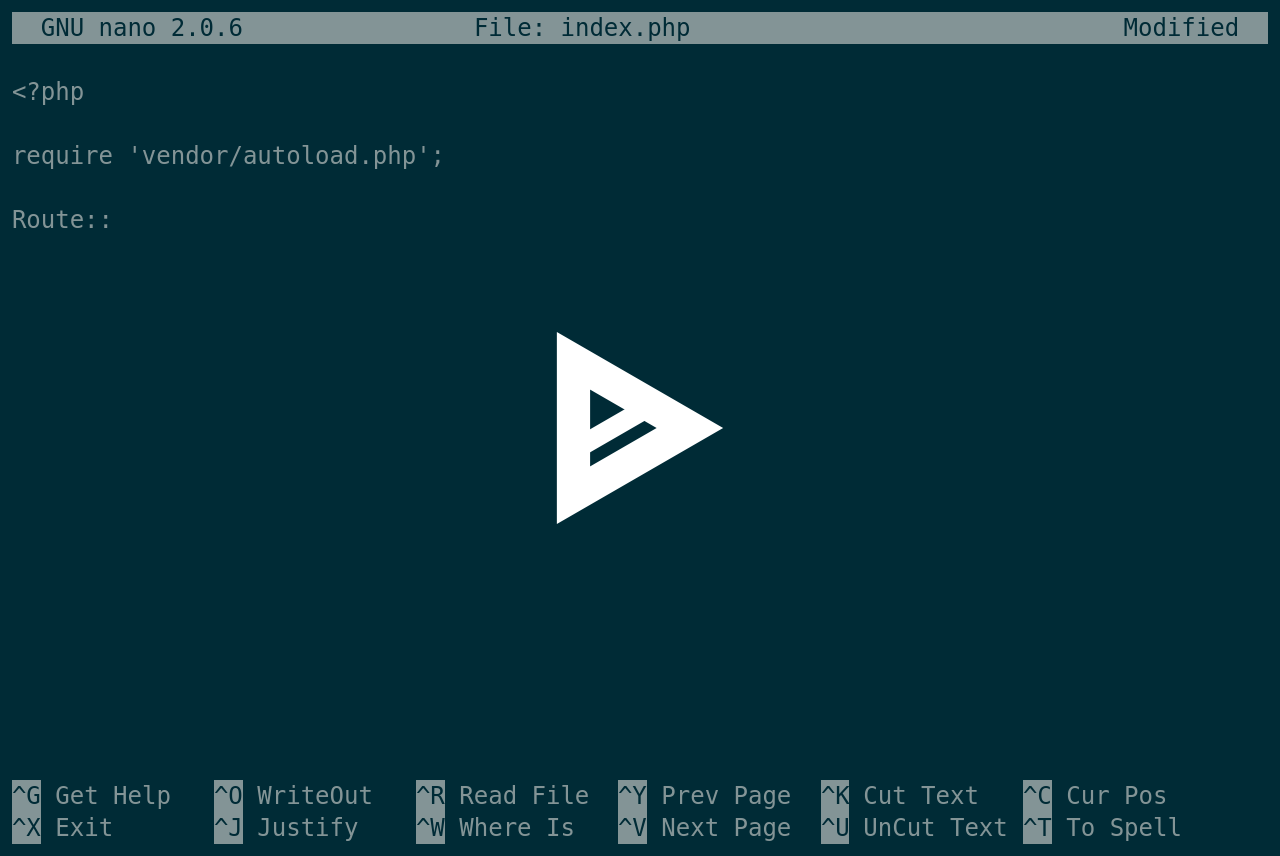 GNU nano 2.0.6 File: index.php Modified
<?php
require 'vendor/autoload.php';
Route::
^G Get Help ^O WriteOut ^R Read File ^Y Prev Page ^K Cut Text ^C Cur Pos
^X Exit ^J Justify ^W Where Is ^V Next Page ^U UnCut Text ^T To Spell